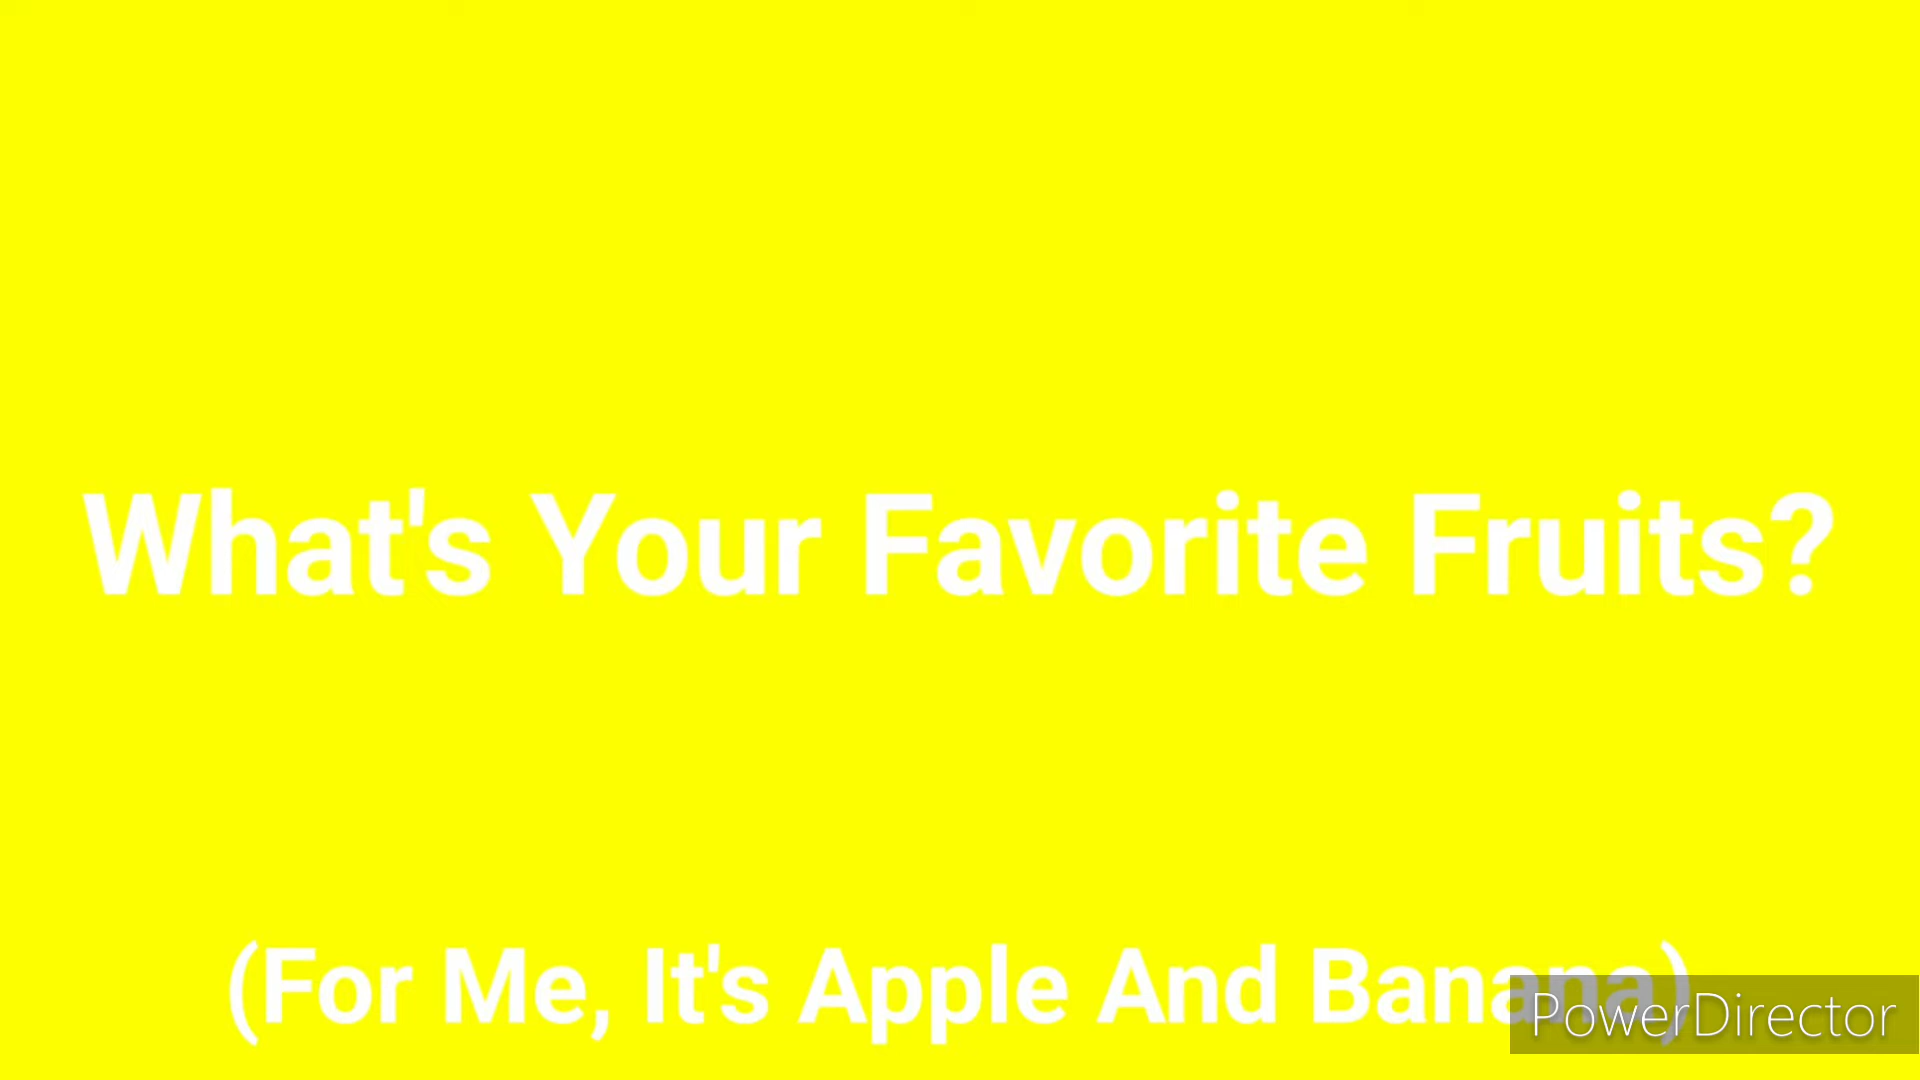 What's Your Favorite Fruits?
(For Me, It's Apple And Banana)
PowerDirector